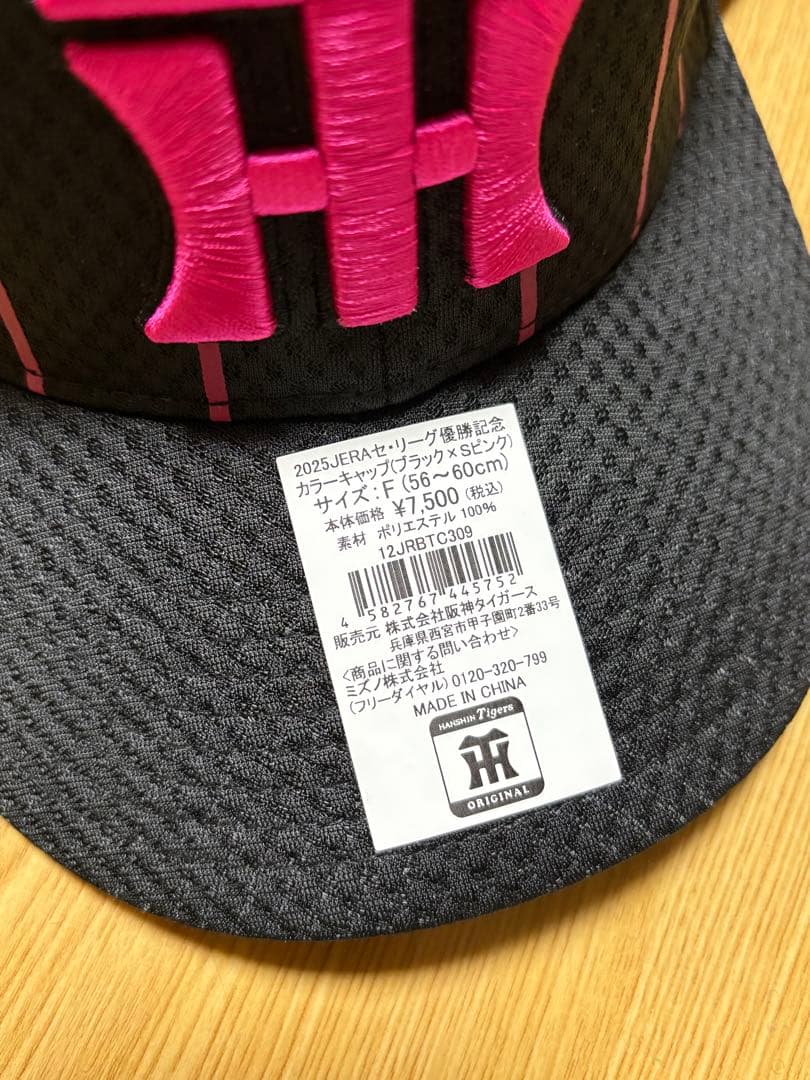 2025JERAセ・リーグ優勝記念
カラーキャップ(ブラック×Sピンク)
サイズ:F(56～60cm)
本体価格 ¥7,500(税込)
素材 ポリエステル 100%
12JRBTC309
4 582767 445752
販売元 株式会社阪神タイガース
兵庫県西宮市甲子園町2番33号
<商品に関する問い合わせ>
ミズノ株式会社
(フリーダイヤル)0120-320-799
MADE IN CHINA
HANSHIN Tigers
TH
ORIGINAL